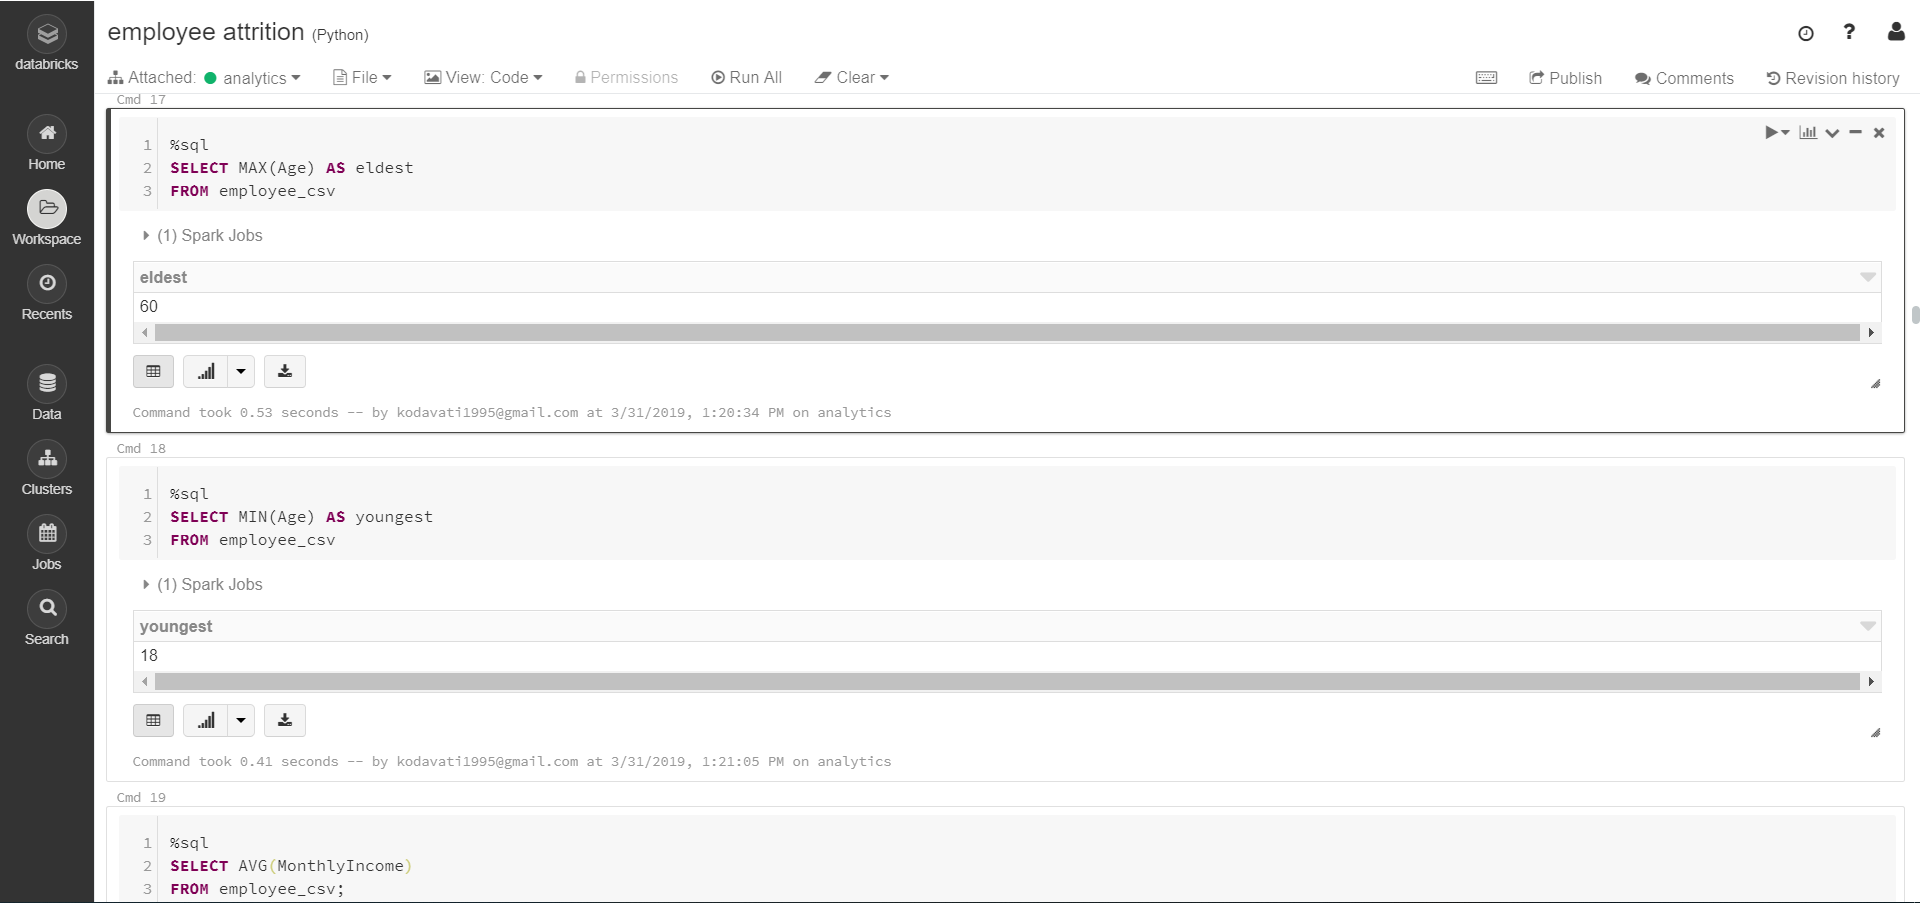 employee attrition (Python)
?
databricks
Attached: analytics File View: Code Permissions Run All Clear Publish Comments Revision history
Home
Workspace
Recents
Data
Clusters
Jobs
Search
Cmd 17
1 %sql
2 SELECT MAX(Age) AS eldest
3 FROM employee_csv
(1) Spark Jobs
eldest
60
Command took 0.53 seconds -- by kodavati1995@gmail.com at 3/31/2019, 1:20:34 PM on analytics
Cmd 18
1 %sql
2 SELECT MIN(Age) AS youngest
3 FROM employee_csv
(1) Spark Jobs
youngest
18
Command took 0.41 seconds -- by kodavati1995@gmail.com at 3/31/2019, 1:21:05 PM on analytics
Cmd 19
1 %sql
2 SELECT AVG(MonthlyIncome)
3 FROM employee_csv;